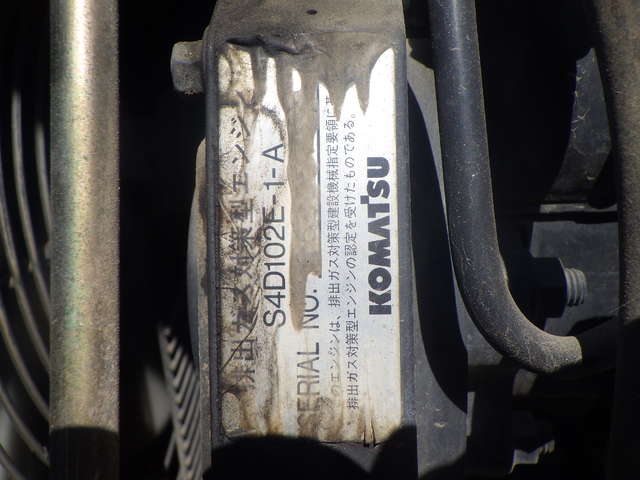 排出ガス対策型エンジン
S4D102E-1-A
SERIAL NO.
のエンジンは、排出ガス対策型建設機械指定要領に
排出ガス対策型エンジンの認定を受けたものである。
KOMATSU